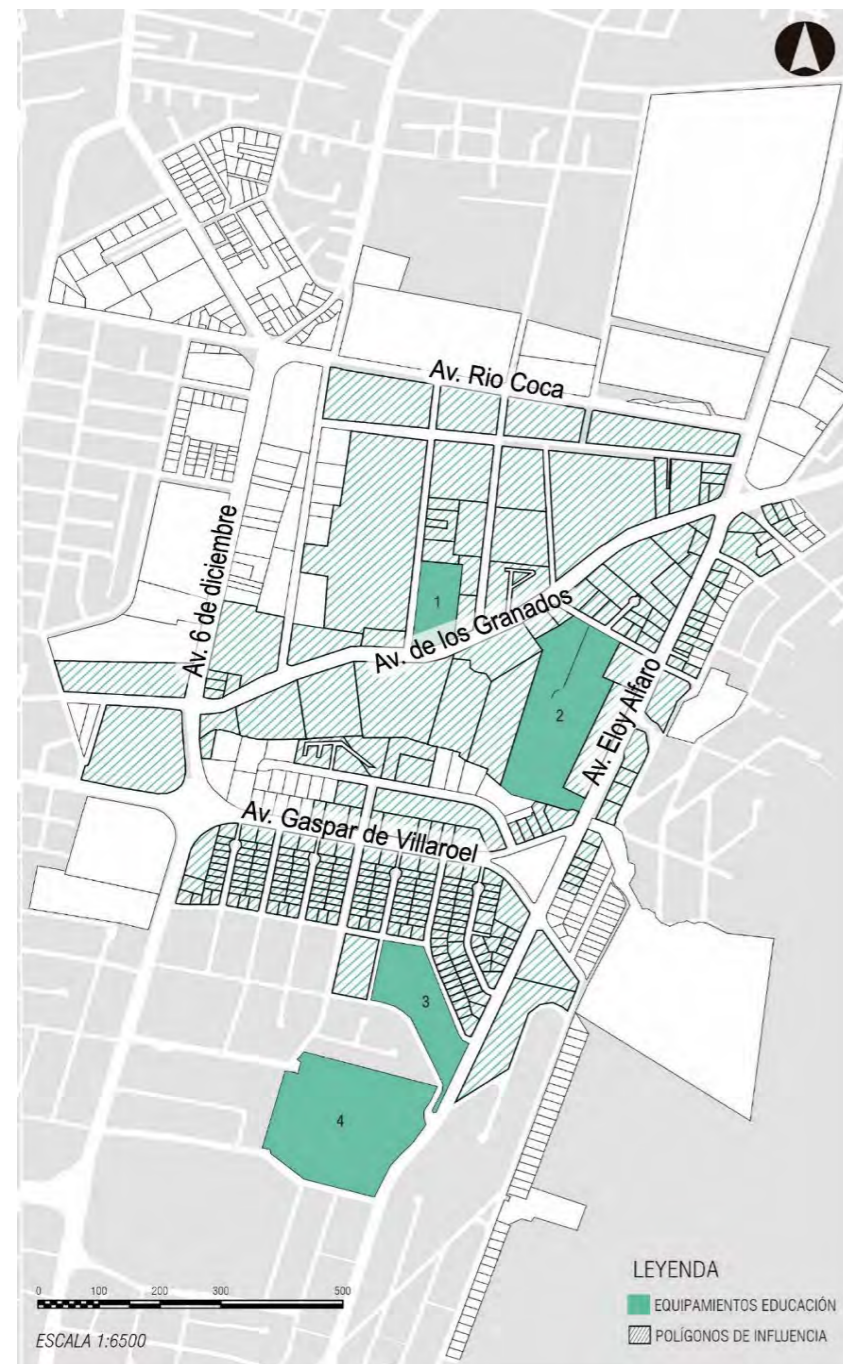 Av. Rio Coca
Av. 6 de diciembre
1
Av. de los Granados
2
Av. Eloy Alfaro
Av. Gaspar de Villaroel
3
4
LEYENDA
EQUIPAMIENTOS EDUCACIÓN
POLÍGONOS DE INFLUENCIA
0 100 200 300 500
ESCALA 1:6500